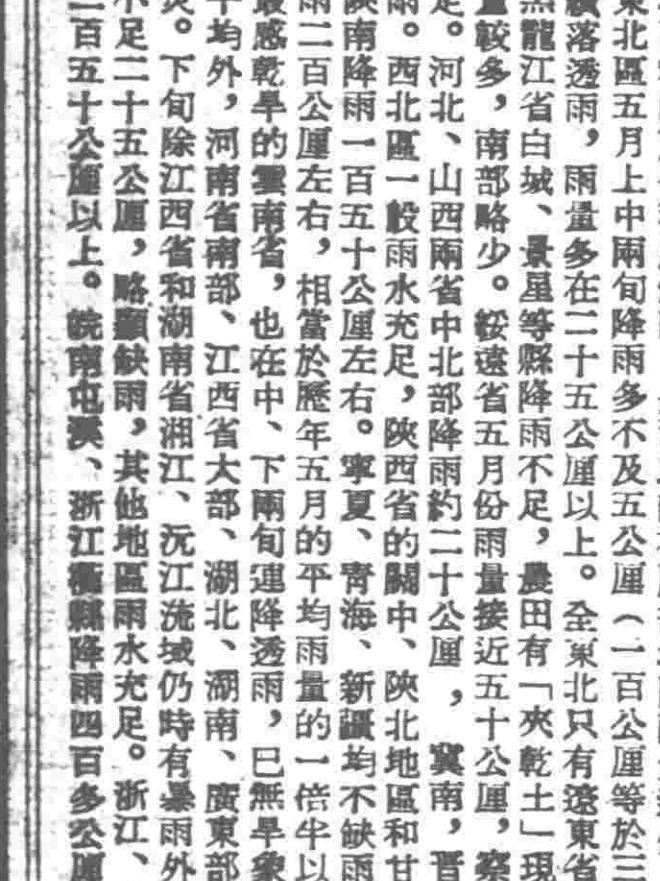 東北區五月上中兩旬降雨多不及五公厘（一百公厘等於三
續落透雨，雨量多在二十五公厘以上。全東北只有遼東省
黑龍江省白城、景星等縣降雨不足，農田有「夾乾土」現
量較多，南部略少。綏遠省五月份雨量接近五十公厘，察
足。河北、山西兩省中北部降雨約二十公厘，冀南，晋
雨。西北區一般雨水充足，陝西省的關中、陝北地區和甘
陝南降雨一百五十公厘左右。寧夏、靑海、新疆均不缺雨
雨二百公厘左右，相當於歷年五月的平均雨量的一倍半以
最感乾旱的雲南省，也在中、下兩旬連降透雨，已無旱象
平均外，河南省南部、江西省大部、湖北、湖南、廣東部
災。下旬除江西省和湖南省湘江、沅江流域仍時有暴雨外
不足二十五公厘，略顯缺雨，其他地區雨水充足。浙江、
二百五十公厘以上。皖南屯溪、浙江衢縣降雨四百多公厘